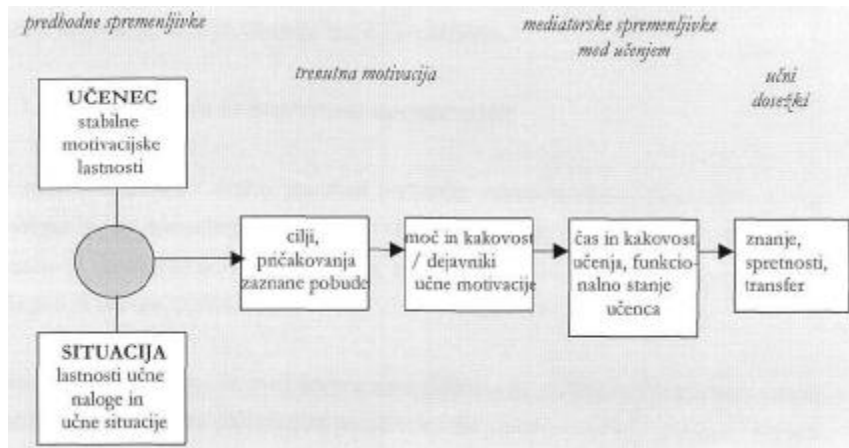 predhodne spremenljivke
mediatorske spremenljivke
med učenjem
trenutna motivacija
učni
dosežki
UČENEC
stabilne
motivacijske
lastnosti
cilji,
pričakovanja
zaznane pobude
moč in kakovost
/ dejavniki
učne motivacije
čas in kakovost
učenja, funkcio-
nalno stanje
učenca
znanje,
spretnosti,
transfer
SITUACIJA
lastnosti učne
naloge in
učne situacije